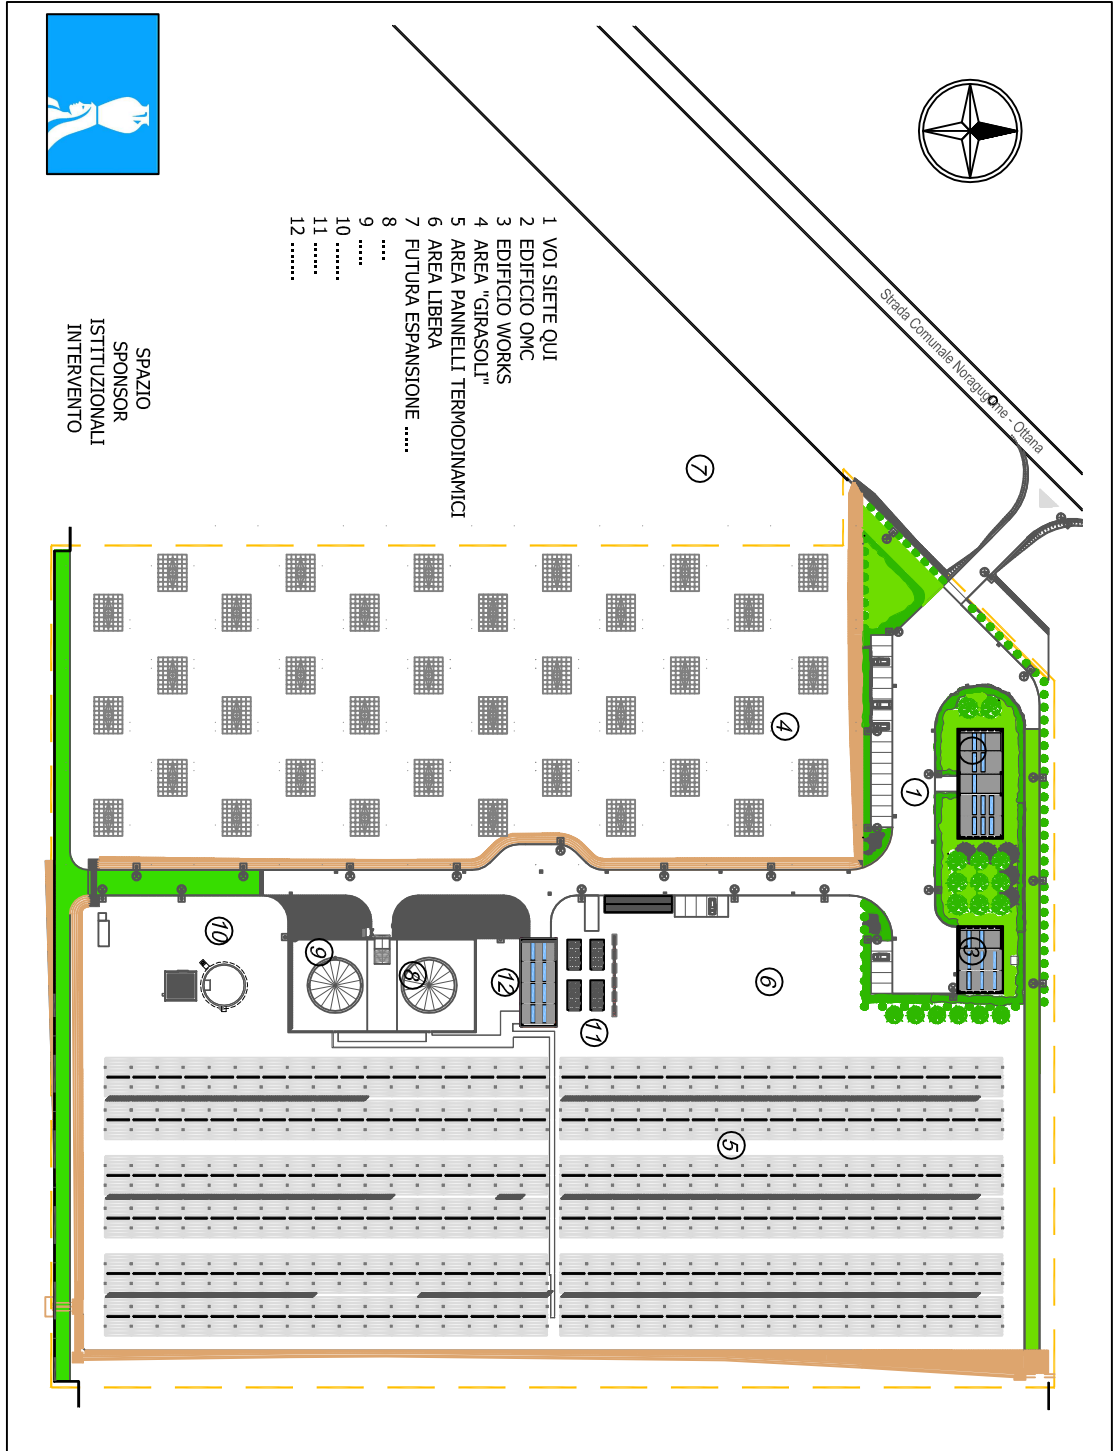 Strada Comunale Noragugume - Ottana
1 VOI SIETE QUI
2 EDIFICIO OMC
3 EDIFICIO WORKS
4 AREA "GIRASOLI"
5 AREA PANNELLI TERMODINAMICI
6 AREA LIBERA
7 FUTURA ESPANSIONE ......
8 ....
9 ......
10 ........
11 .......
12 ........
SPAZIO
SPONSOR
ISTITUZIONALI
INTERVENTO
7
4
1
3
6
5
10
9
8
12
11